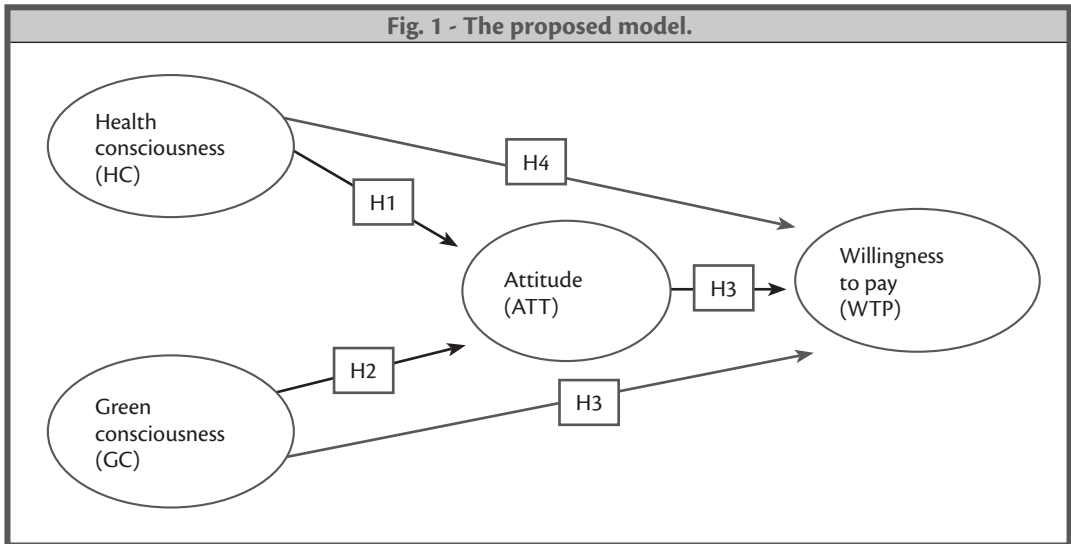 Fig. 1 - The proposed model.
Health
consciousness
(HC)
H4
H1
Attitude
(ATT)
H3
Willingness
to pay
(WTP)
H2
H3
Green
consciousness
(GC)